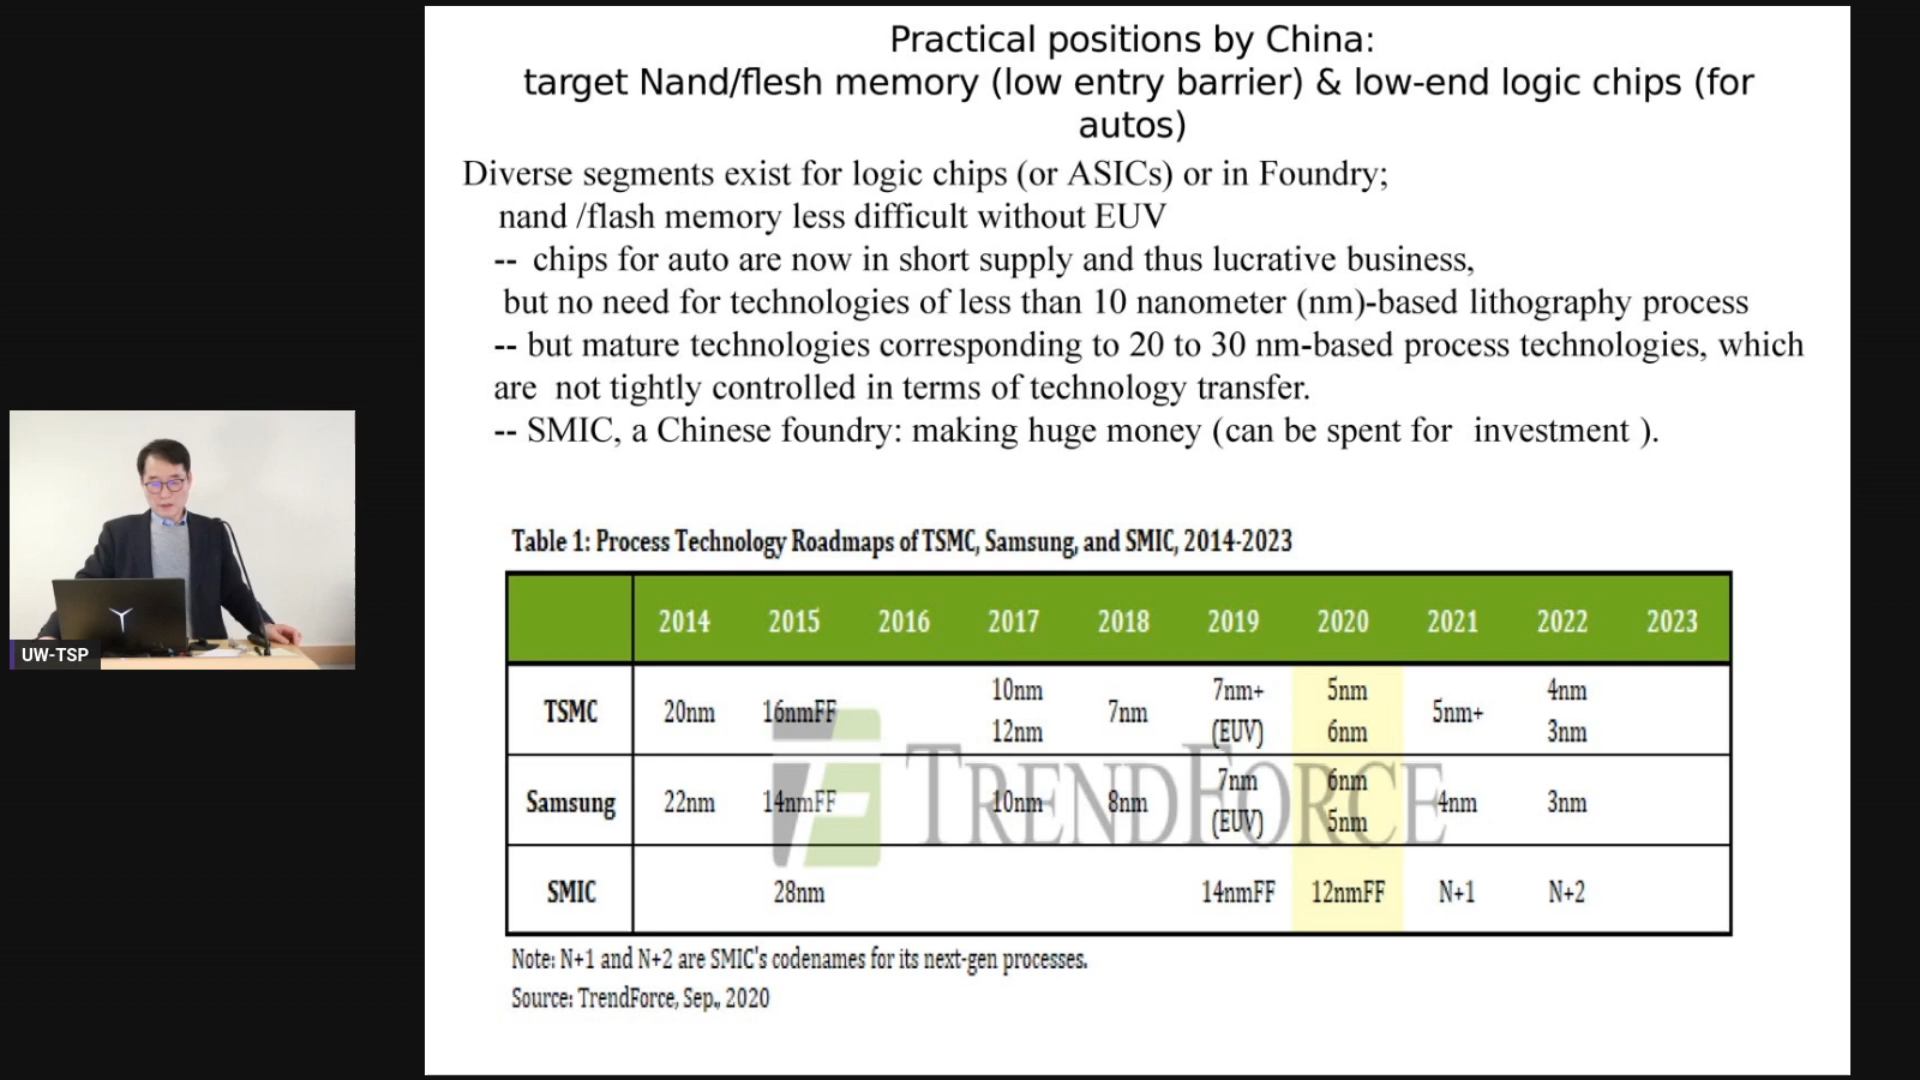 Practical positions by China:
target Nand/flesh memory (low entry barrier) & low-end logic chips (for
autos)
Diverse segments exist for logic chips (or ASICs) or in Foundry;
nand /flash memory less difficult without EUV
-- chips for auto are now in short supply and thus lucrative business,
but no need for technologies of less than 10 nanometer (nm)-based lithography process
-- but mature technologies corresponding to 20 to 30 nm-based process technologies, which
are not tightly controlled in terms of technology transfer.
-- SMIC, a Chinese foundry: making huge money (can be spent for investment ).
UW-TSP
Table 1: Process Technology Roadmaps of TSMC, Samsung, and SMIC, 2014-2023
2014 2015 2016 2017 2018 2019 2020 2021 2022 2023
TSMC 20nm 16nmFF 10nm 12nm 7nm 7nm+ (EUV) 5nm 6nm 5nm+ 4nm 3nm
Samsung 22nm 14nmFF 10nm 8nm 7nm (EUV) 6nm 5nm 4nm 3nm
SMIC 28nm 14nmFF 12nmFF N+1 N+2
TRENDFORCE
Note: N+1 and N+2 are SMIC's codenames for its next-gen processes.
Source: TrendForce, Sep., 2020